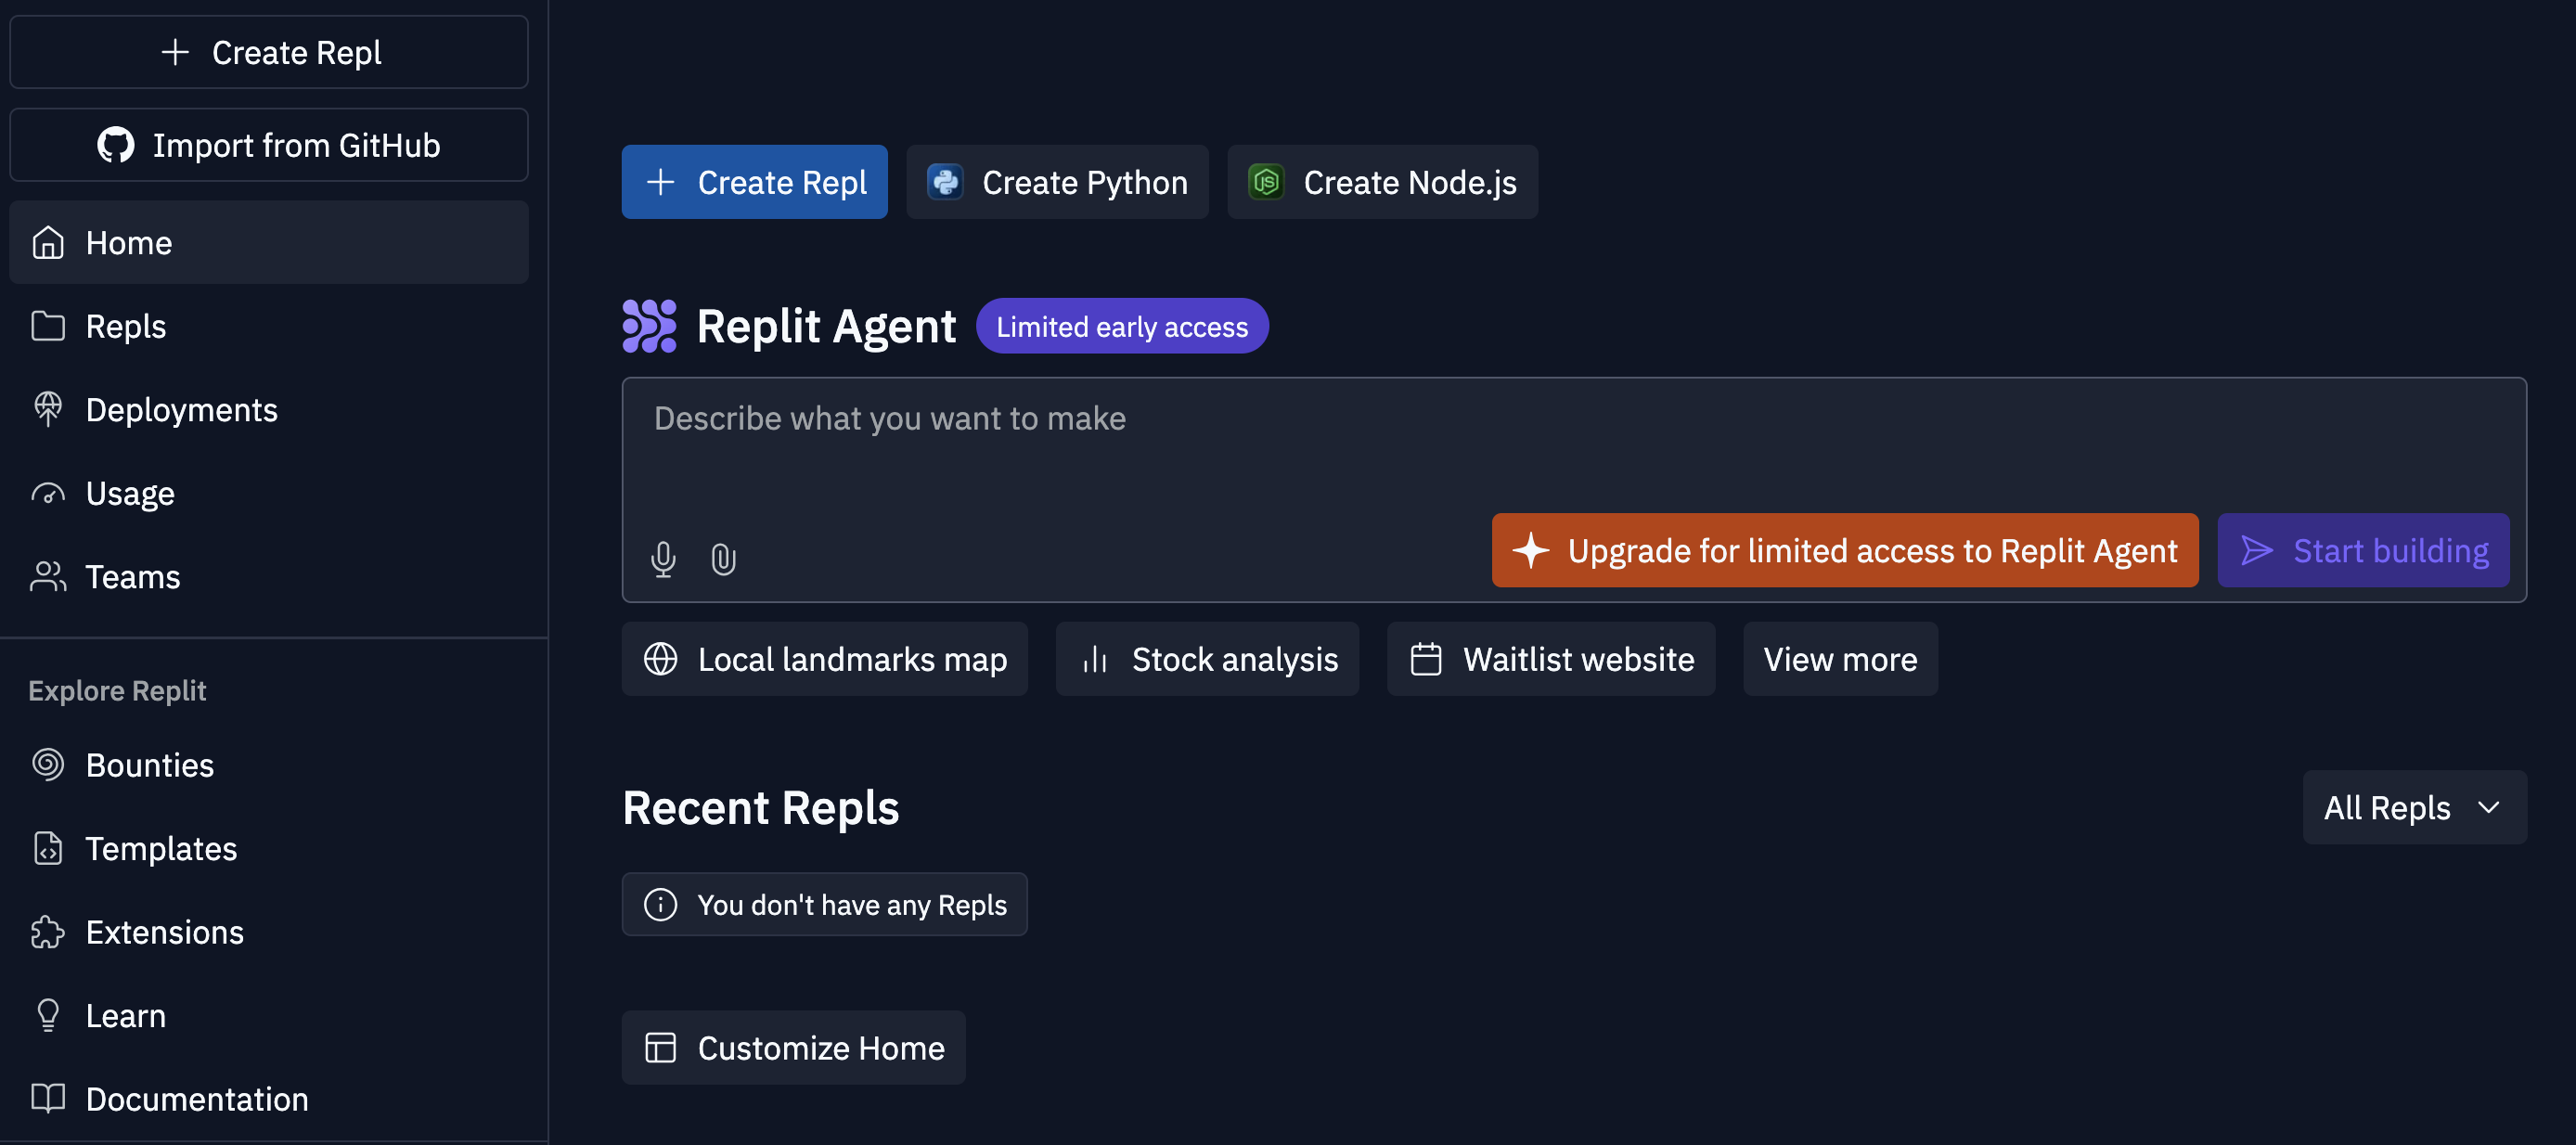 Create Repl
Import from GitHub
Home
Repls
Deployments
Usage
Teams
Explore Replit
Bounties
Templates
Extensions
Learn
Documentation
Create Repl
Create Python
Create Node.js
Replit Agent
Limited early access
Describe what you want to make
Upgrade for limited access to Replit Agent
Start building
Local landmarks map
Stock analysis
Waitlist website
View more
Recent Repls
All Repls
You don't have any Repls
Customize Home